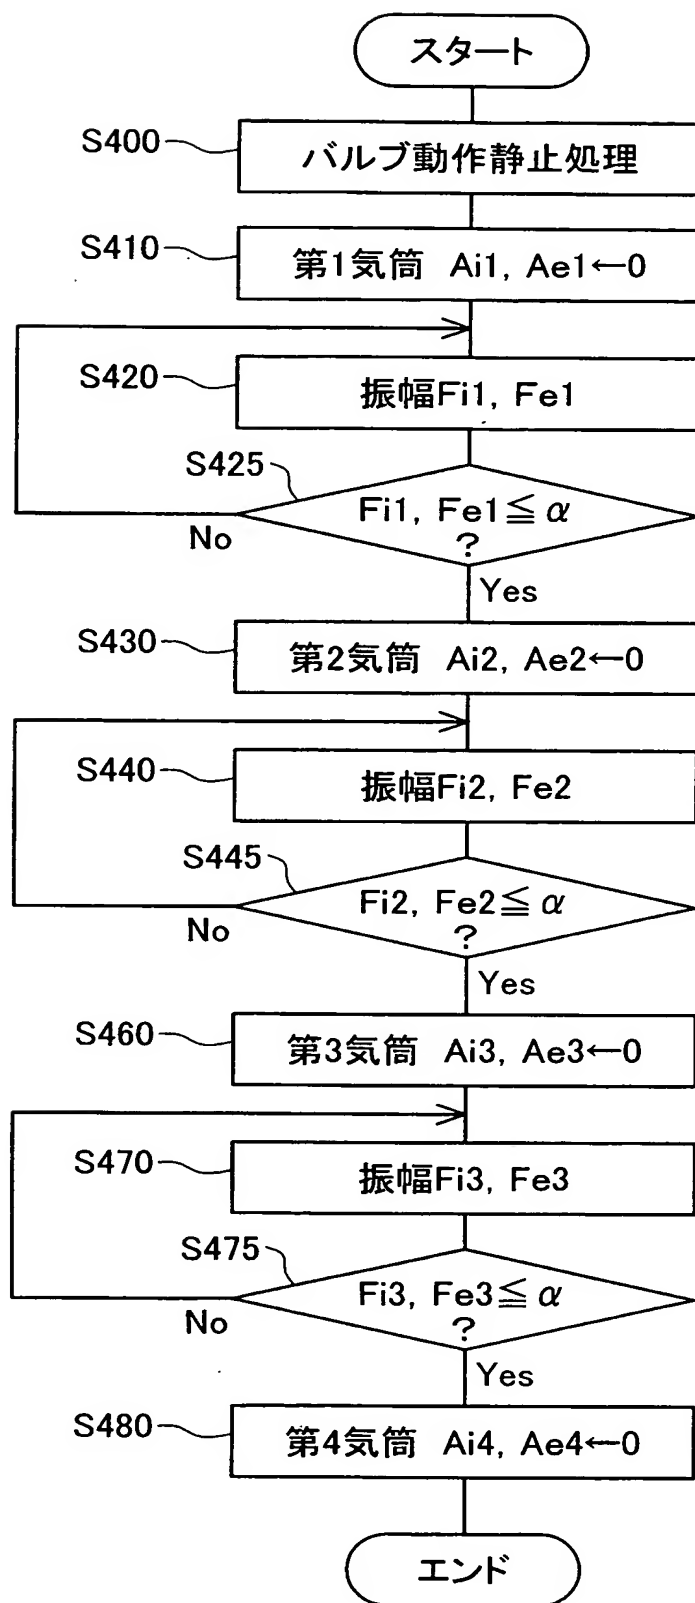 スタート
S400
バルブ動作静止処理
S410
第1気筒 Ai1, Ae1←0
S420
振幅Fi1, Fe1
S425
Fi1, Fe1≦α
?
No
Yes
S430
第2気筒 Ai2, Ae2←0
S440
振幅Fi2, Fe2
S445
Fi2, Fe2≦α
?
No
Yes
S460
第3気筒 Ai3, Ae3←0
S470
振幅Fi3, Fe3
S475
Fi3, Fe3≦α
?
No
Yes
S480
第4気筒 Ai4, Ae4←0
エンド